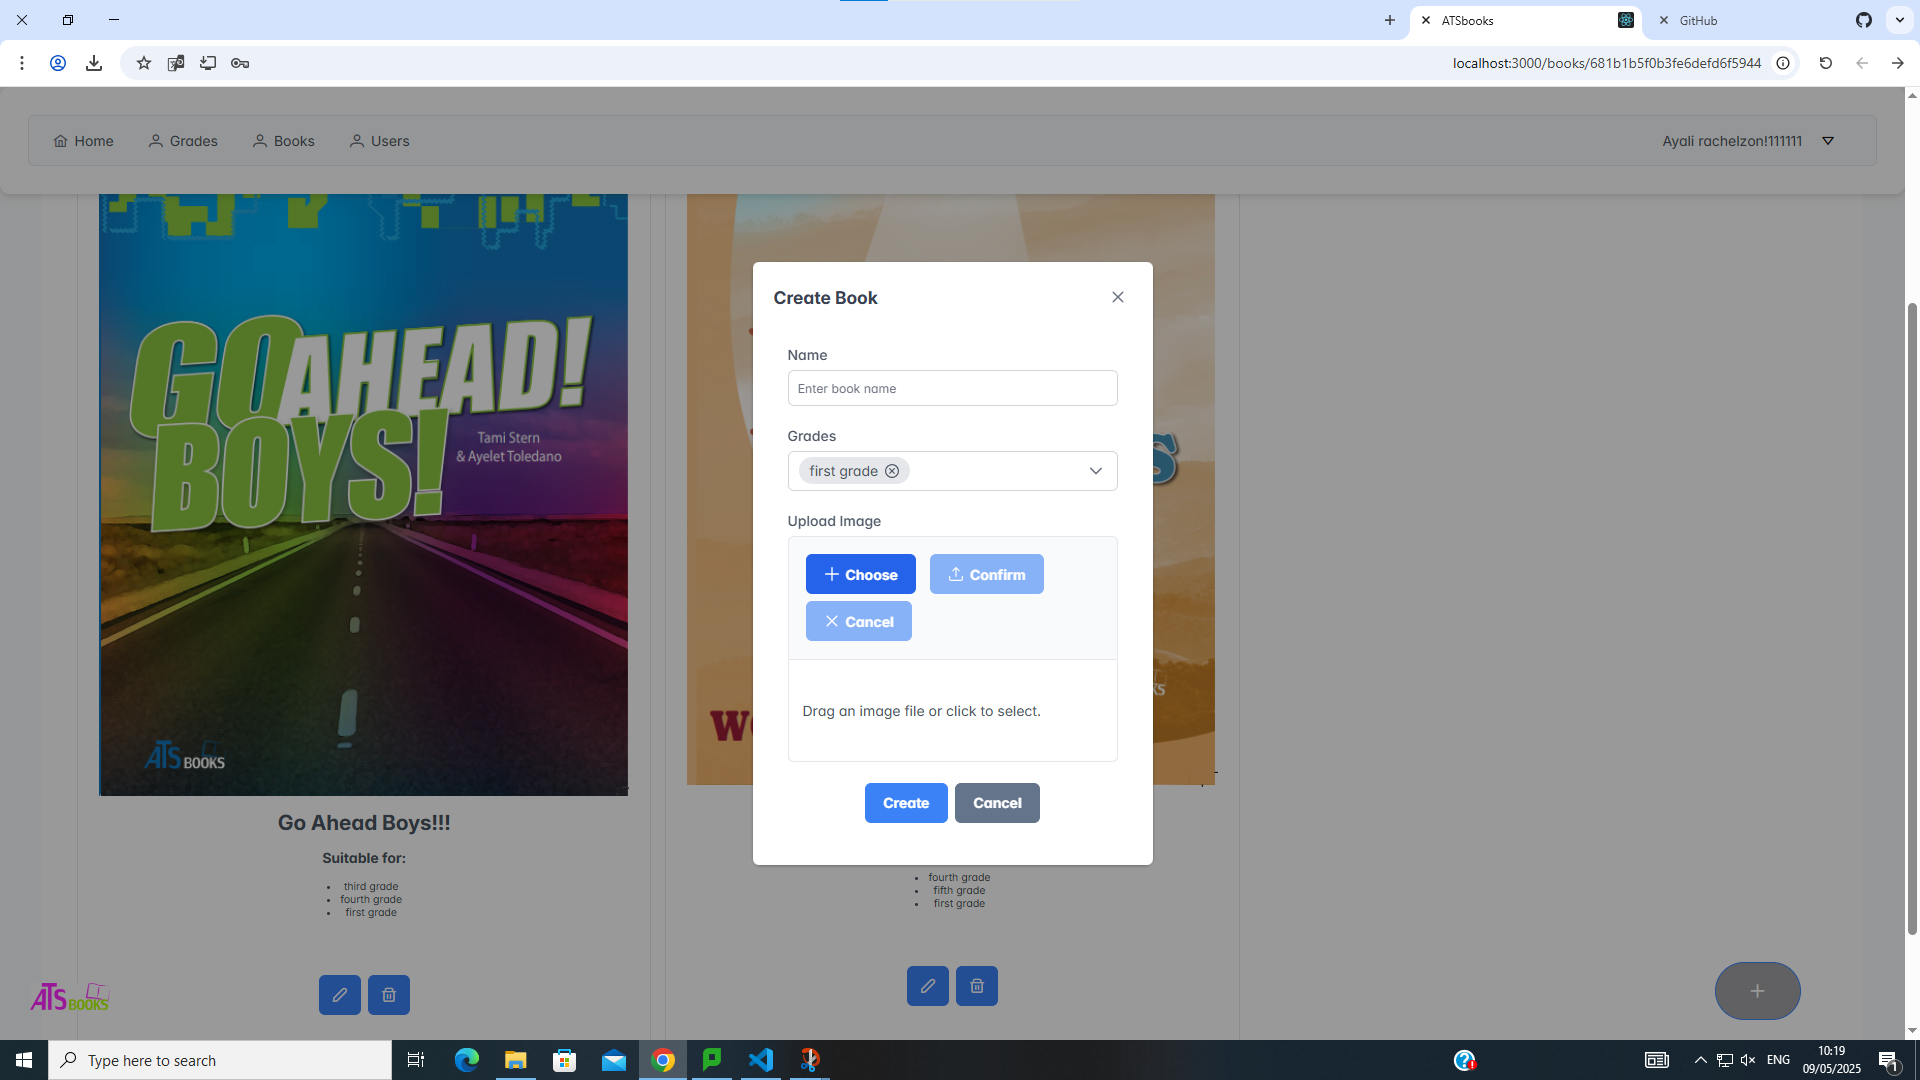 ATSbooks
GitHub
localhost:3000/books/681b1b5f0b3fe6defd6f5944
Home
Grades
Books
Users
Ayali rachelzon!111111
GO AHEAD!
BOYS!
Tami Stern
& Ayelet Toledano
ATS BOOKS
Go Ahead Boys!!!
Suitable for:
third grade
fourth grade
first grade
Create Book
Name
Enter book name
Grades
first grade
Upload Image
Choose
Confirm
Cancel
Drag an image file or click to select.
Create
Cancel
fourth grade
fifth grade
first grade
ATS BOOKS
Type here to search
ENG
10:19
09/05/2025
1